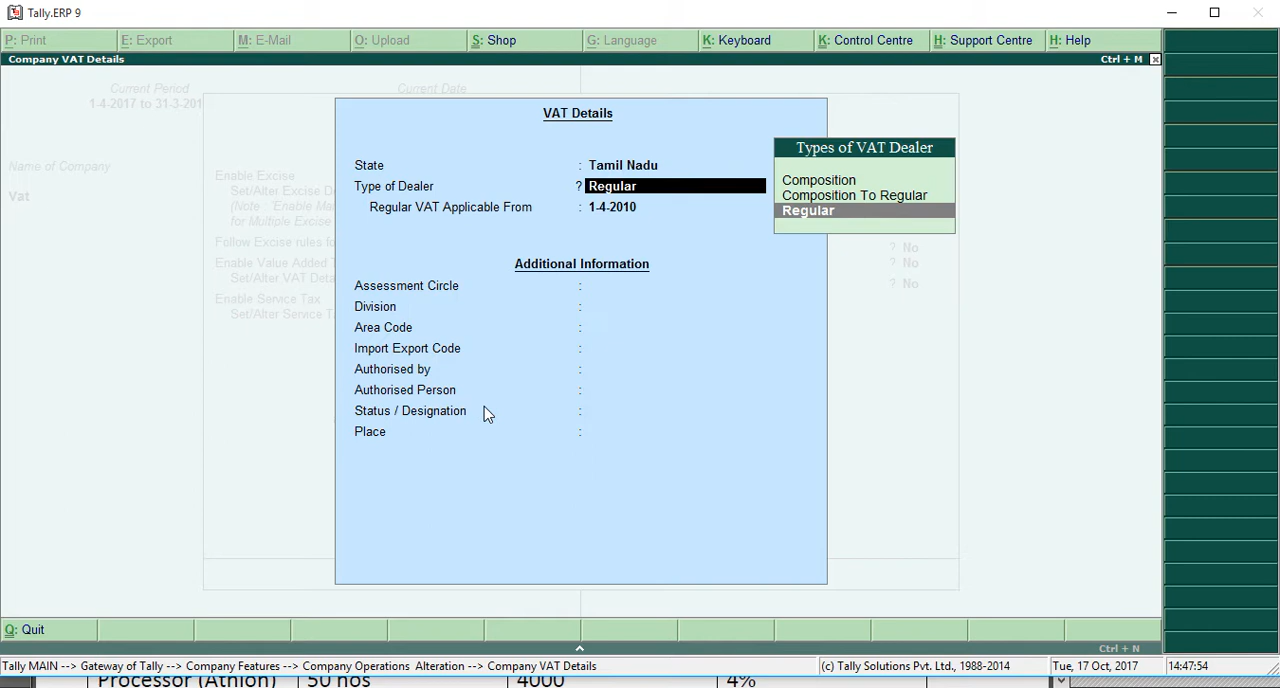 Tally.ERP 9
P: Print E: Export M: E-Mail O: Upload S: Shop G: Language K: Keyboard K: Control Centre H: Support Centre H: Help
Company VAT Details Ctrl + M
Current Period Current Date
1-4-2017 to 31-3-201
VAT Details
Types of VAT Dealer
Name of Company
State : Tamil Nadu
Enable Excise
Composition
Type of Dealer ? Regular
Set/Alter Excise De
Composition To Regular
Vat
Regular VAT Applicable From : 1-4-2010
(Note : 'Enable Ma
Regular
for Multiple Excise
Follow Excise rules fo ? No
Enable Value Added T ? No
Additional Information
Set/Alter VAT Deta
Assessment Circle :
? No
Enable Service Tax
Division :
Set/Alter Service T
Area Code :
Import Export Code :
Authorised by :
Authorised Person :
Status / Designation :
Place :
Q: Quit
Ctrl + N
Tally MAIN --> Gateway of Tally --> Company Features --> Company Operations Alteration --> Company VAT Details (c) Tally Solutions Pvt. Ltd., 1988-2014 Tue, 17 Oct, 2017 14:47:54
Processor (Athlon) 50 nos 4000 4%